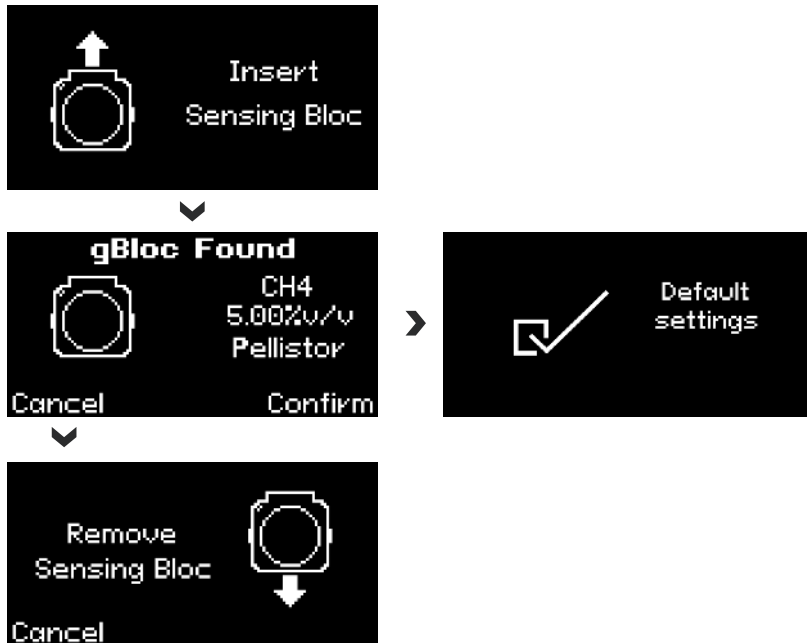 Insert
Sensing Bloc
gBloc Found
CH4
5.00%v/v
Pellistor
Cancel Confirm
Default
settings
Remove
Sensing Bloc
Cancel